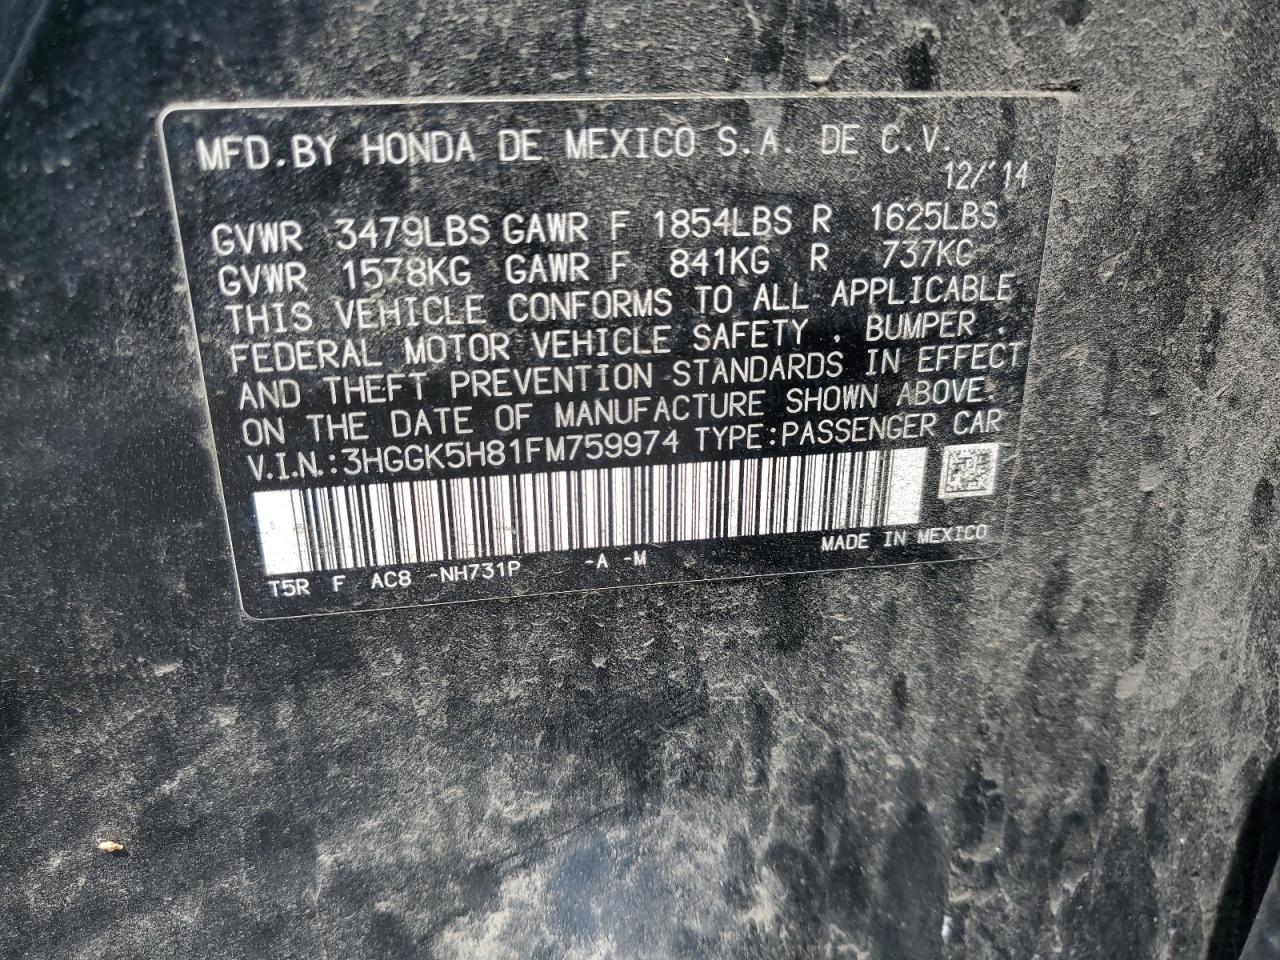 MFD.BY HONDA DE MEXICO S.A. DE C.V.
12/'14
GVWR 3479LBS GAWR F 1854LBS R 1625LBS
GVWR 1578KG GAWR F 841KG R 737KG
THIS VEHICLE CONFORMS TO ALL APPLICABLE
FEDERAL MOTOR VEHICLE SAFETY , BUMPER ,
AND THEFT PREVENTION STANDARDS IN EFFECT
ON THE DATE OF MANUFACTURE SHOWN ABOVE.
V.I.N.:3HGGK5H81FM759974 TYPE:PASSENGER CAR
MADE IN MEXICO
T5R F AC8 -NH731P -A -M